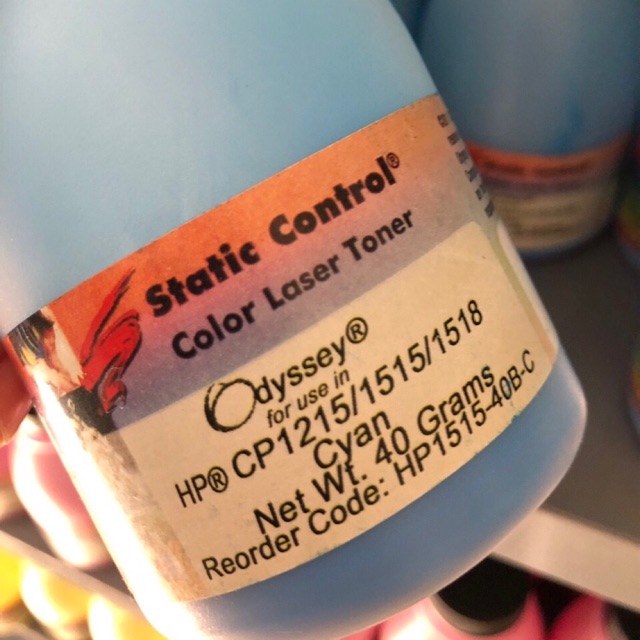 Static Control®
Color Laser Toner
Odyssey®
for use in
HP® CP1215/1515/1518
Cyan
Net Wt. 40 Grams
Reorder Code: HP1515-40B-C